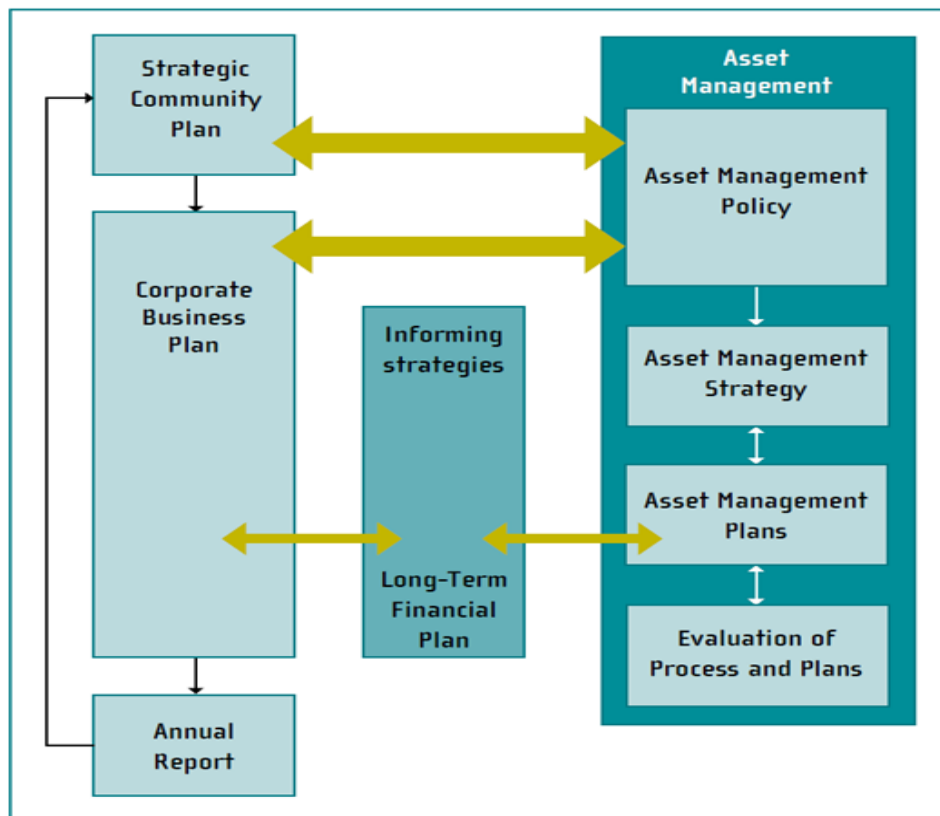 Strategic
Community
Plan
Corporate
Business
Plan
Annual
Report
Informing
strategies
Long-Term
Financial
Plan
Asset
Management
Asset Management
Policy
Asset Management
Strategy
Asset Management
Plans
Evaluation of
Process and Plans